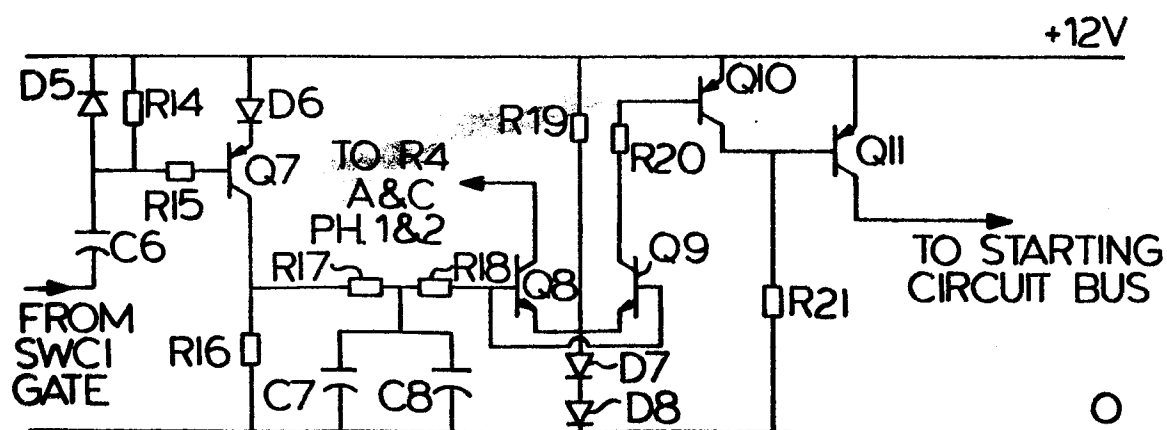 +12V
D5
R14
D6
R19
Q10
R20
Q11
TO R4
A&C
PH. 1&2
Q7
R15
C6
R17
R18
Q8
Q9
TO STARTING
CIRCUIT BUS
FROM
SWC1
GATE
R16
R21
C7
C8
D7
D8
O